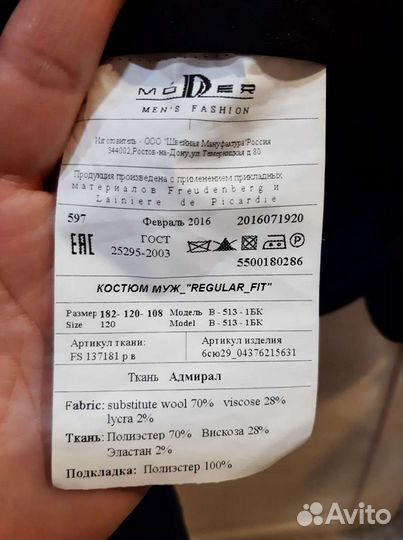 MÓDER
MEN'S FASHION
Изготовитель - ООО "Швейная Мануфактура"Россия
344002,Ростов-на-Дону,ул.Темерницкая д.80
Продукция произведена с применением прикладных
материалов Freudenberg и
Lainiere de Picardie
597 Февраль 2016 2016071920
ЕАС ГОСТ
25295-2003 5500180286
КОСТЮМ МУЖ_"REGULAR_FIT"
Размер 182- 120- 108 Модель В - 513 - 1БК
Size 120 Model В - 513 - 1БК
Артикул ткани: Артикул изделия
FS 137181 р в 6сю29_04376215631
Ткань Адмирал
Fabric: substitute wool 70% viscose 28%
lycra 2%
Ткань: Полиэстер 70% Вискоза 28%
Эластан 2%
Подкладка: Полиэстер 100%
Avito